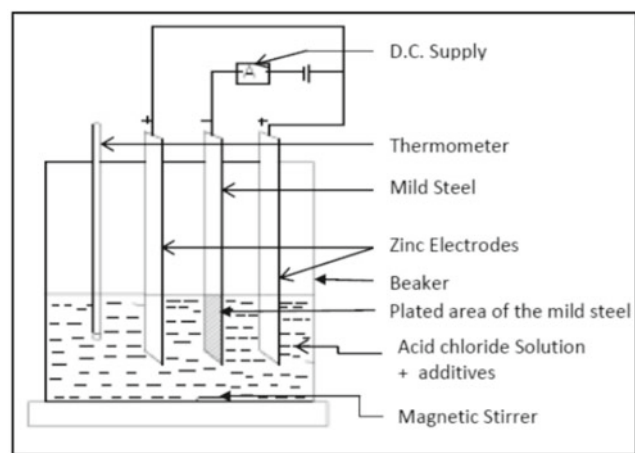 D.C. Supply
A
+
−
+
Thermometer
Mild Steel
Zinc Electrodes
Beaker
Plated area of the mild steel
Acid chloride Solution
+ additives
Magnetic Stirrer